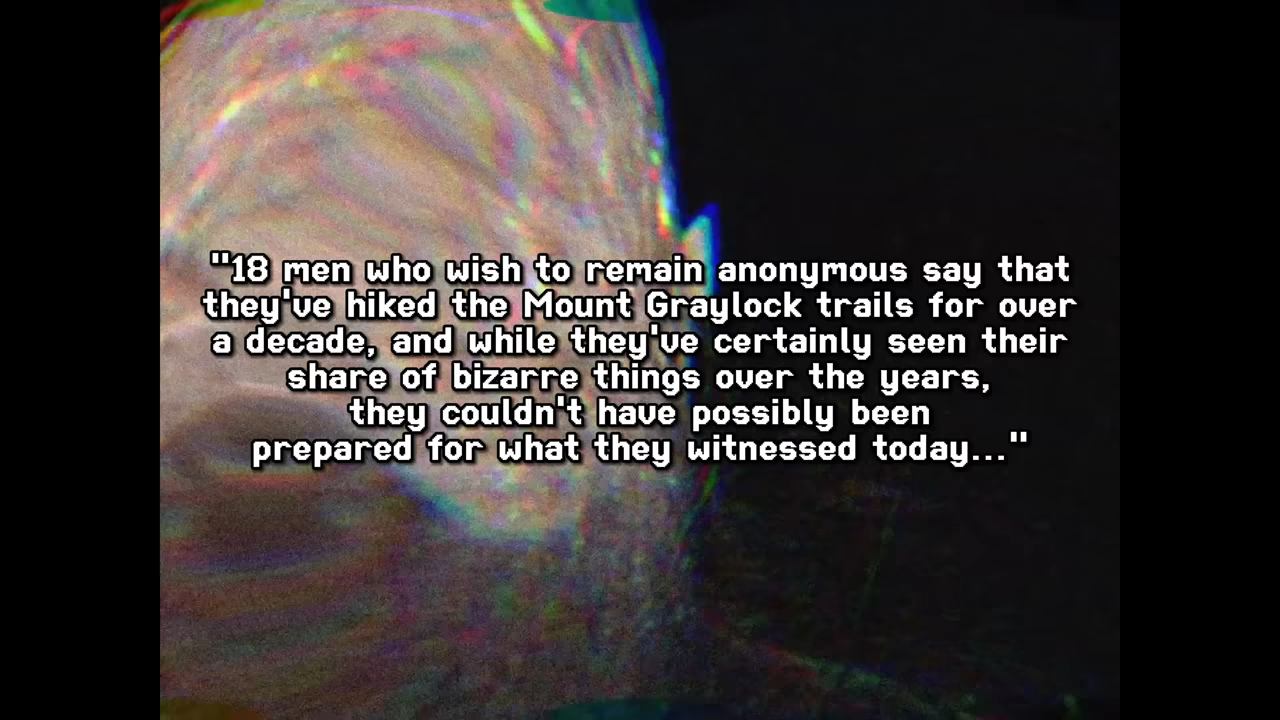 "18 men who wish to remain anonymous say that
they've hiked the Mount Graylock trails for over
a decade, and while they've certainly seen their
share of bizarre things over the years,
they couldn't have possibly been
prepared for what they witnessed today..."